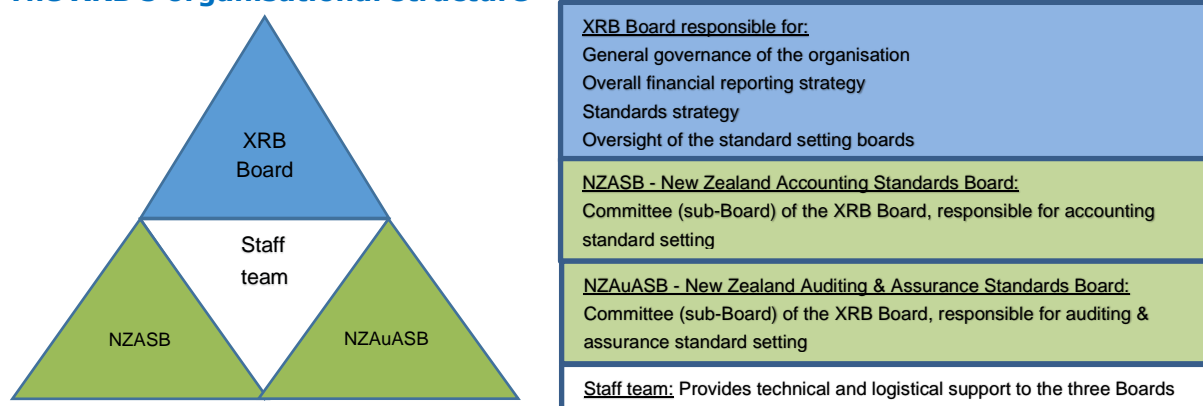 The XRB's organisational structure
XRB
Board
Staff
team
NZASB
NZAuASB
XRB Board responsible for:
General governance of the organisation
Overall financial reporting strategy
Standards strategy
Oversight of the standard setting boards
NZASB - New Zealand Accounting Standards Board:
Committee (sub-Board) of the XRB Board, responsible for accounting
standard setting
NZAuASB - New Zealand Auditing & Assurance Standards Board:
Committee (sub-Board) of the XRB Board, responsible for auditing &
assurance standard setting
Staff team: Provides technical and logistical support to the three Boards